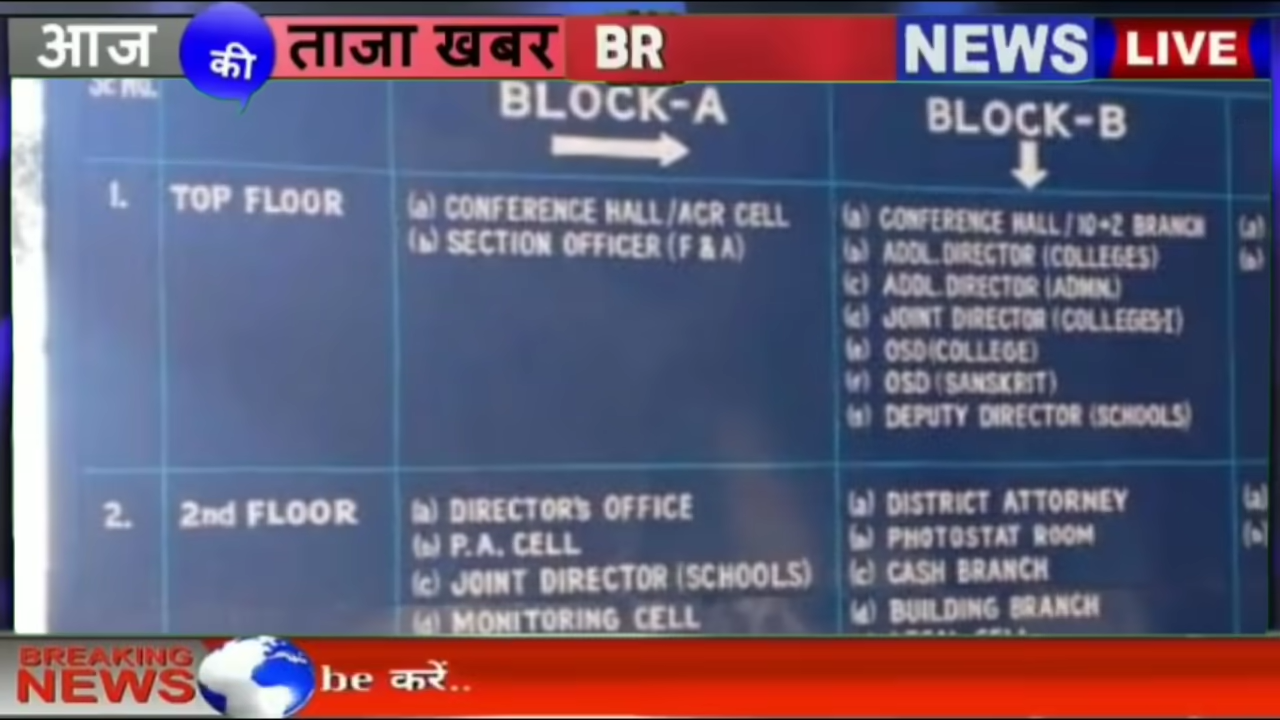 आज की ताजा खबर BR NEWS LIVE
BLOCK-A
BLOCK-B
1. TOP FLOOR
(a) CONFERENCE HALL/ACR CELL
(b) SECTION OFFICER (F & A)
(a) CONFERENCE HALL/10+2 BRANCH
(b) ADDL.DIRECTOR (COLLEGES)
(c) ADDL.DIRECTOR (ADMN.)
(d) JOINT DIRECTOR (COLLEGES-I)
(e) OSD (COLLEGE)
(f) OSD (SANSKRIT)
(g) DEPUTY DIRECTOR (SCHOOLS)
(a)
(b)
2. 2nd FLOOR
(a) DIRECTOR's OFFICE
(b) P.A. CELL
(c) JOINT DIRECTOR (SCHOOLS)
(d) MONITORING CELL
(a) DISTRICT ATTORNEY
(b) PHOTOSTAT ROOM
(c) CASH BRANCH
(d) BUILDING BRANCH
(a)
(b)
BREAKING
NEWS
be करें..